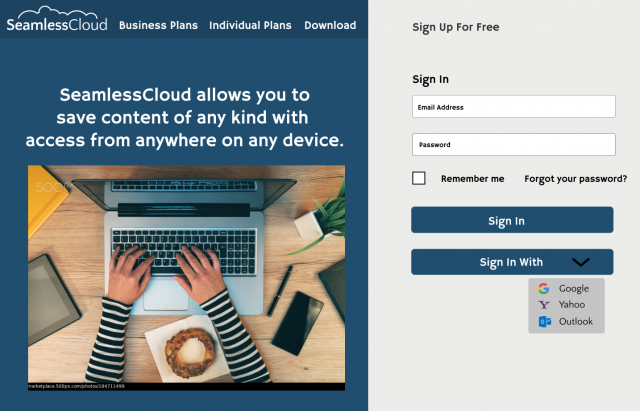 SeamlessCloud
Business Plans
Individual Plans
Download
SeamlessCloud allows you to
save content of any kind with
access from anywhere on any device.
500px
marketplace.500px.com/photos/184711499
Sign Up For Free
Sign In
Email Address
Password
Remember me
Forgot your password?
Sign In
Sign In With
Google
Yahoo
Outlook